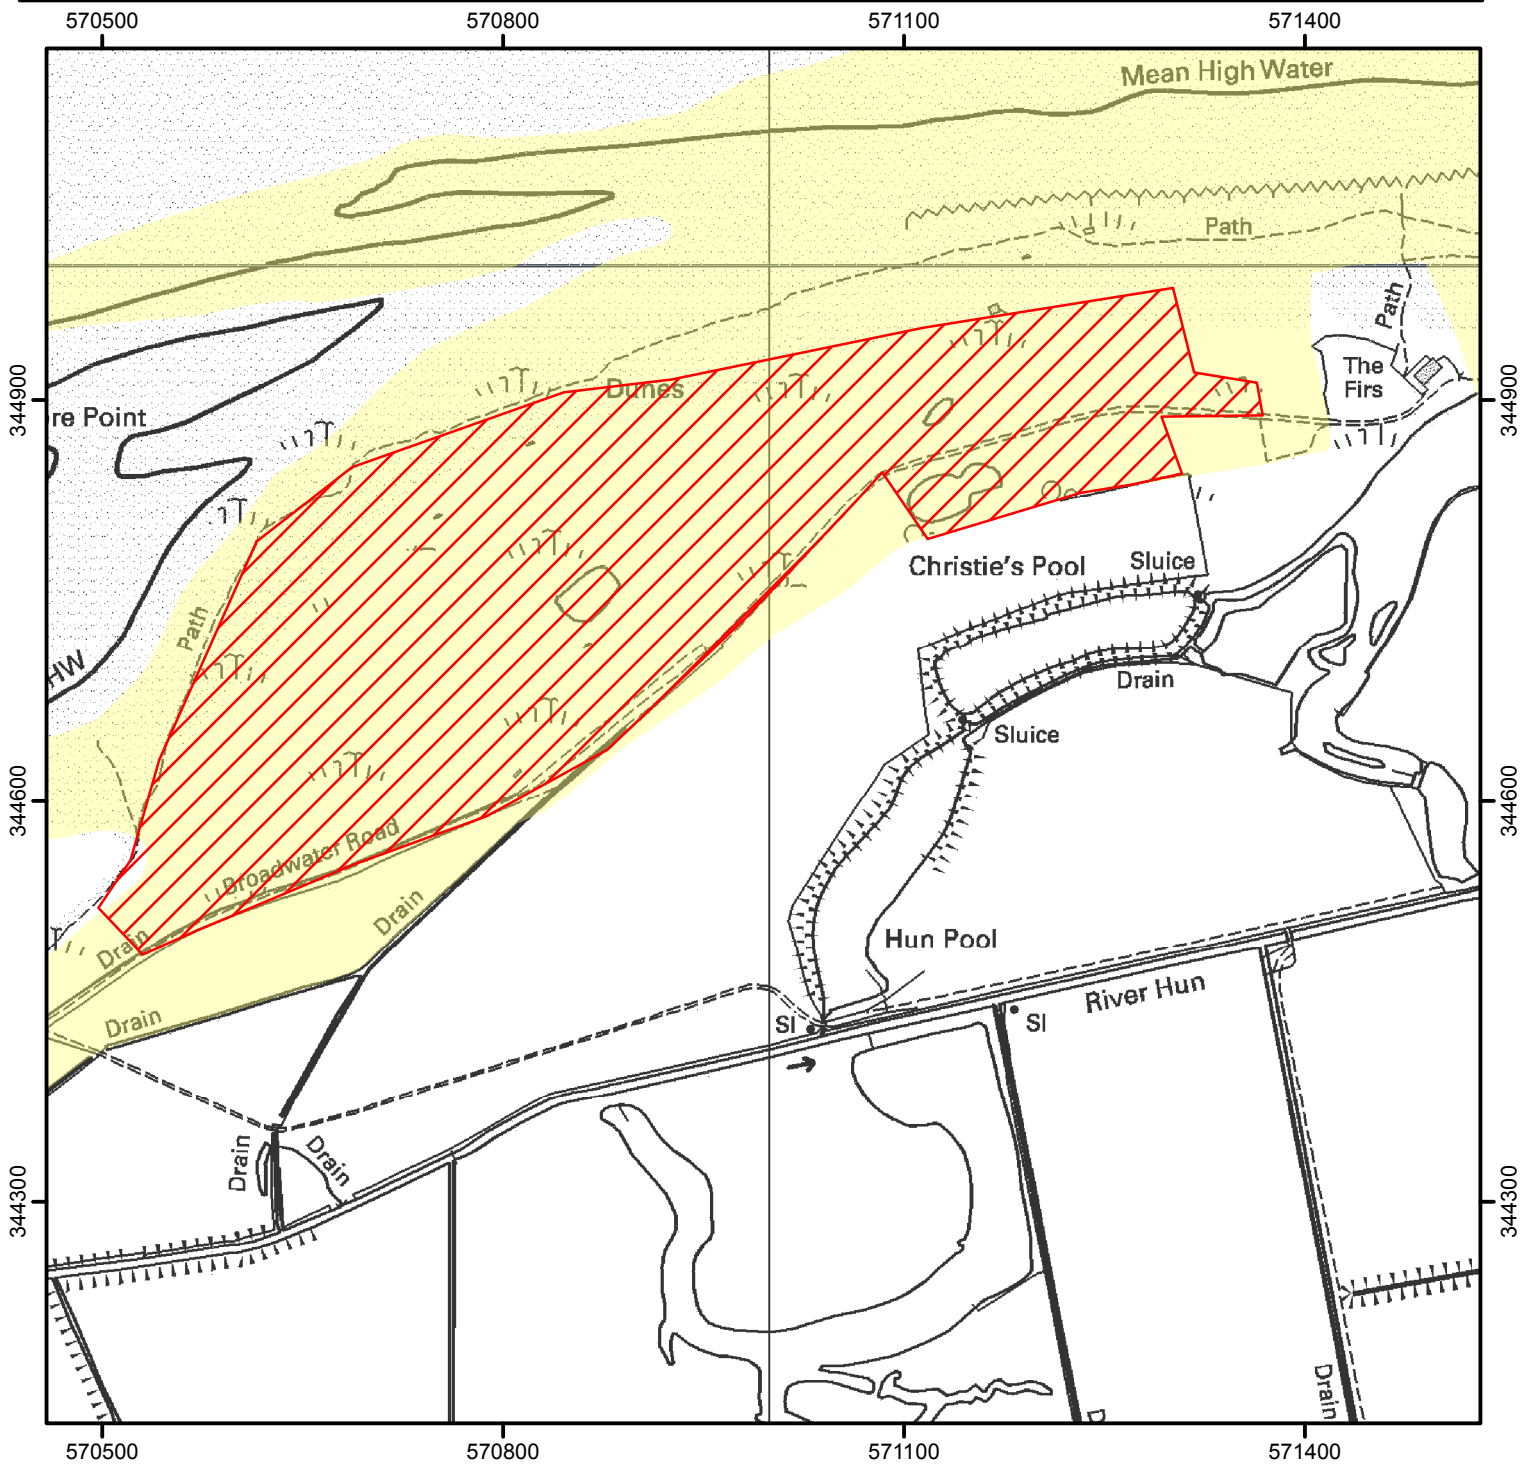 570500 570800 571100 571400
Mean High Water
Path
Path
The
Firs
344900
344900
re Point
Dunes
Path
HW
Christie's Pool
Sluice
Drain
Sluice
344600
344600
Broadwater Road
Drain
Drain
Hun Pool
Drain
River Hun
Sl
Sl
Drain
Drain
344300
344300
Drain
D
570500 570800 571100 571400